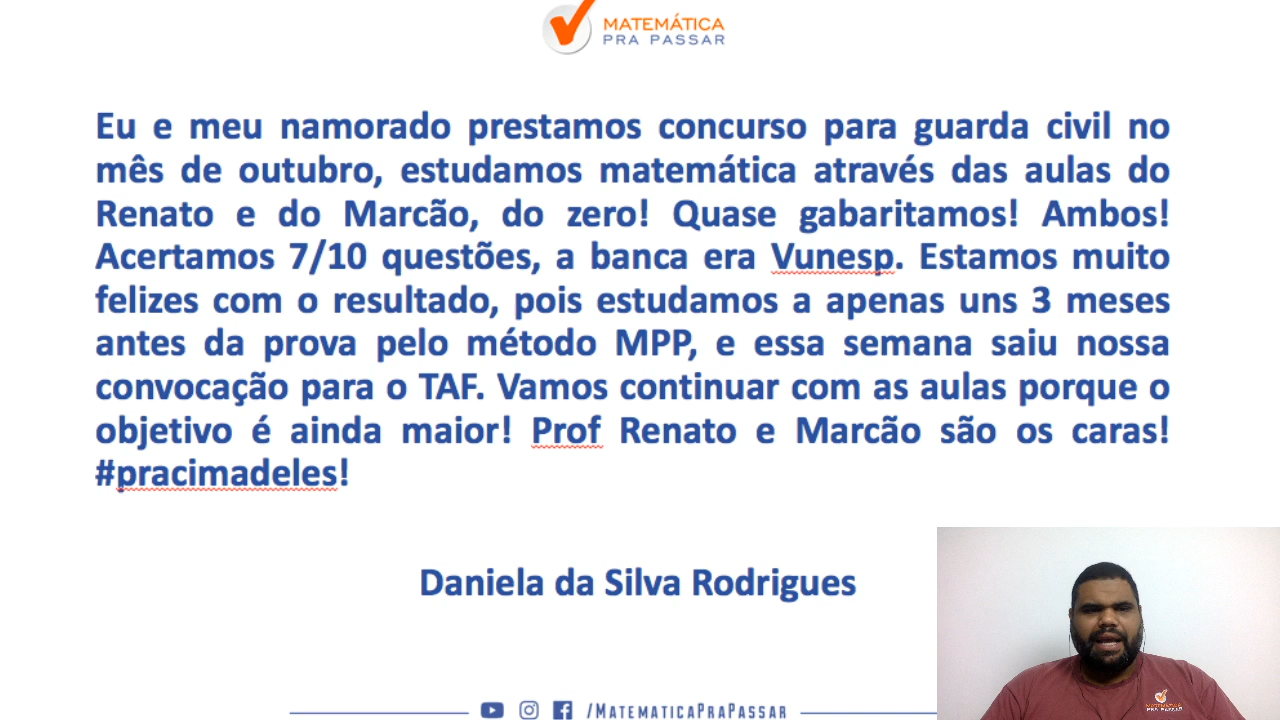 MATEMÁTICA
PRA PASSAR
Eu e meu namorado prestamos concurso para guarda civil no
mês de outubro, estudamos matemática através das aulas do
Renato e do Marcão, do zero! Quase gabaritamos! Ambos!
Acertamos 7/10 questões, a banca era Vunesp. Estamos muito
felizes com o resultado, pois estudamos a apenas uns 3 meses
antes da prova pelo método MPP, e essa semana saiu nossa
convocação para o TAF. Vamos continuar com as aulas porque o
objetivo é ainda maior! Prof Renato e Marcão são os caras!
#pracimadeles!
Daniela da Silva Rodrigues
/MATEMATICAPRAPASSAR
MATEMÁTICA
PRA PASSAR